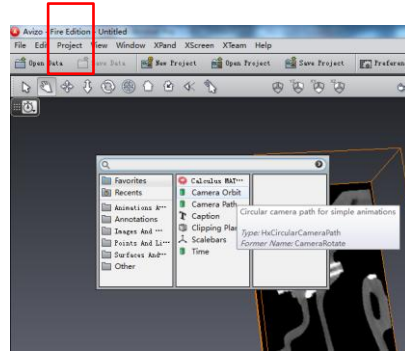 Avizo - Fire Edition - Untitled
File Edit Project View Window XPand XScreen XTeam Help
Open Data Save Data New Project Open Project Save Project Preferen
Favorites
Recents
Animations A...
Annotations
Images And ...
Points And Li...
Surfaces And...
Other
Calculus MAT...
Camera Orbit
Camera Path
Caption
Clipping Plan
Scalebars
Time
Circular camera path for simple animations
Type: HxCircularCameraPath
Former Name: CameraRotate